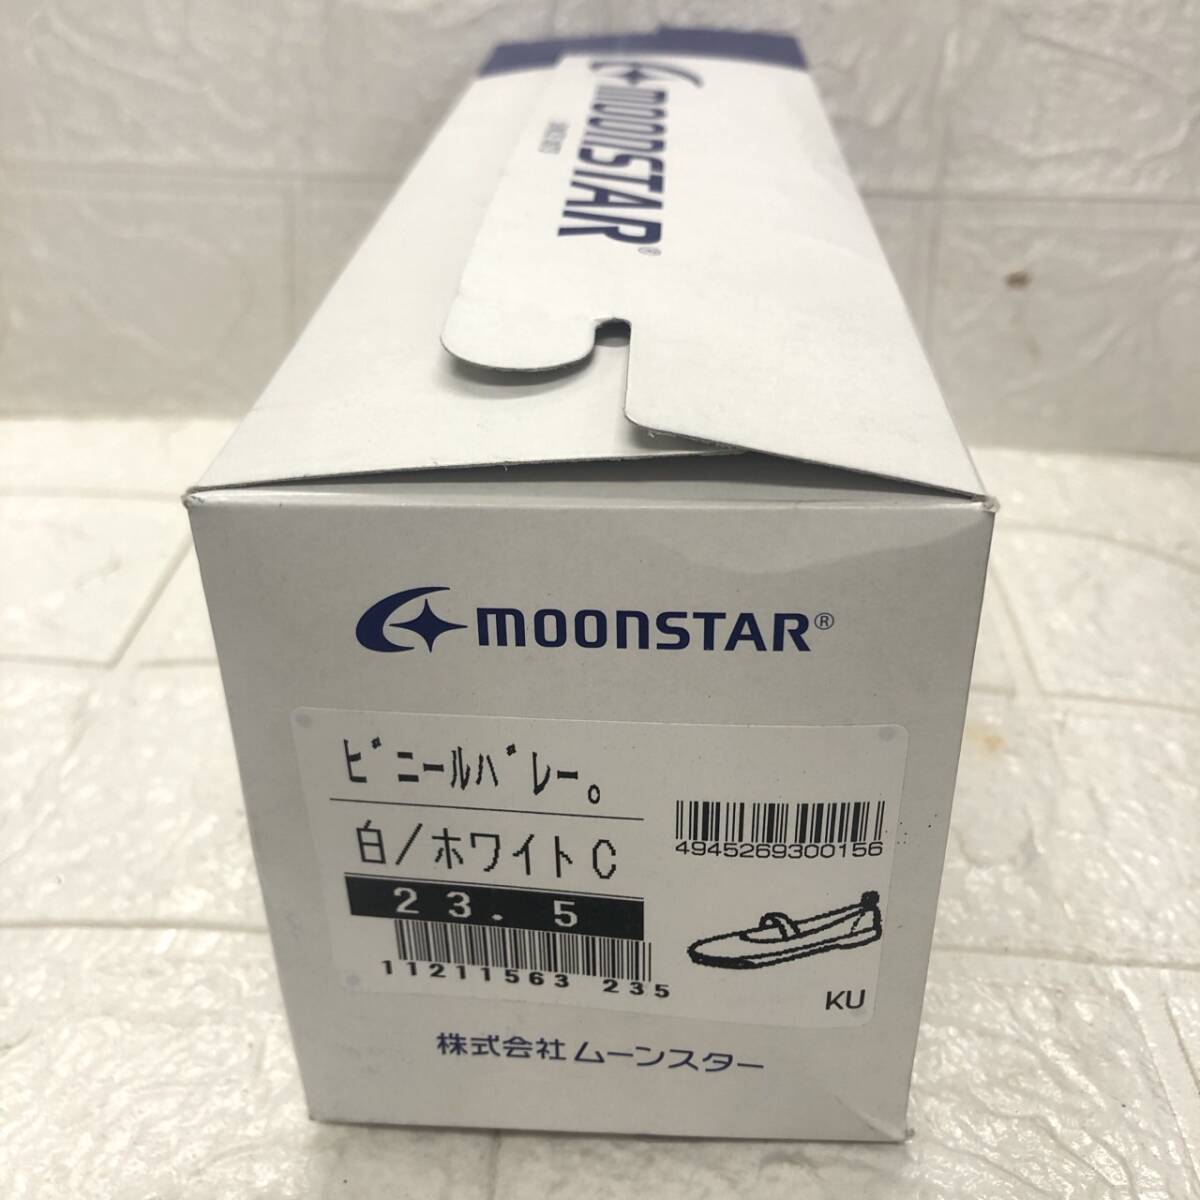 MOONSTAR®
MOONSTAR®
ビニールバレー。
白/ホワイトC
23.5
11211563 235
4945269300156
KU
株式会社ムーンスター